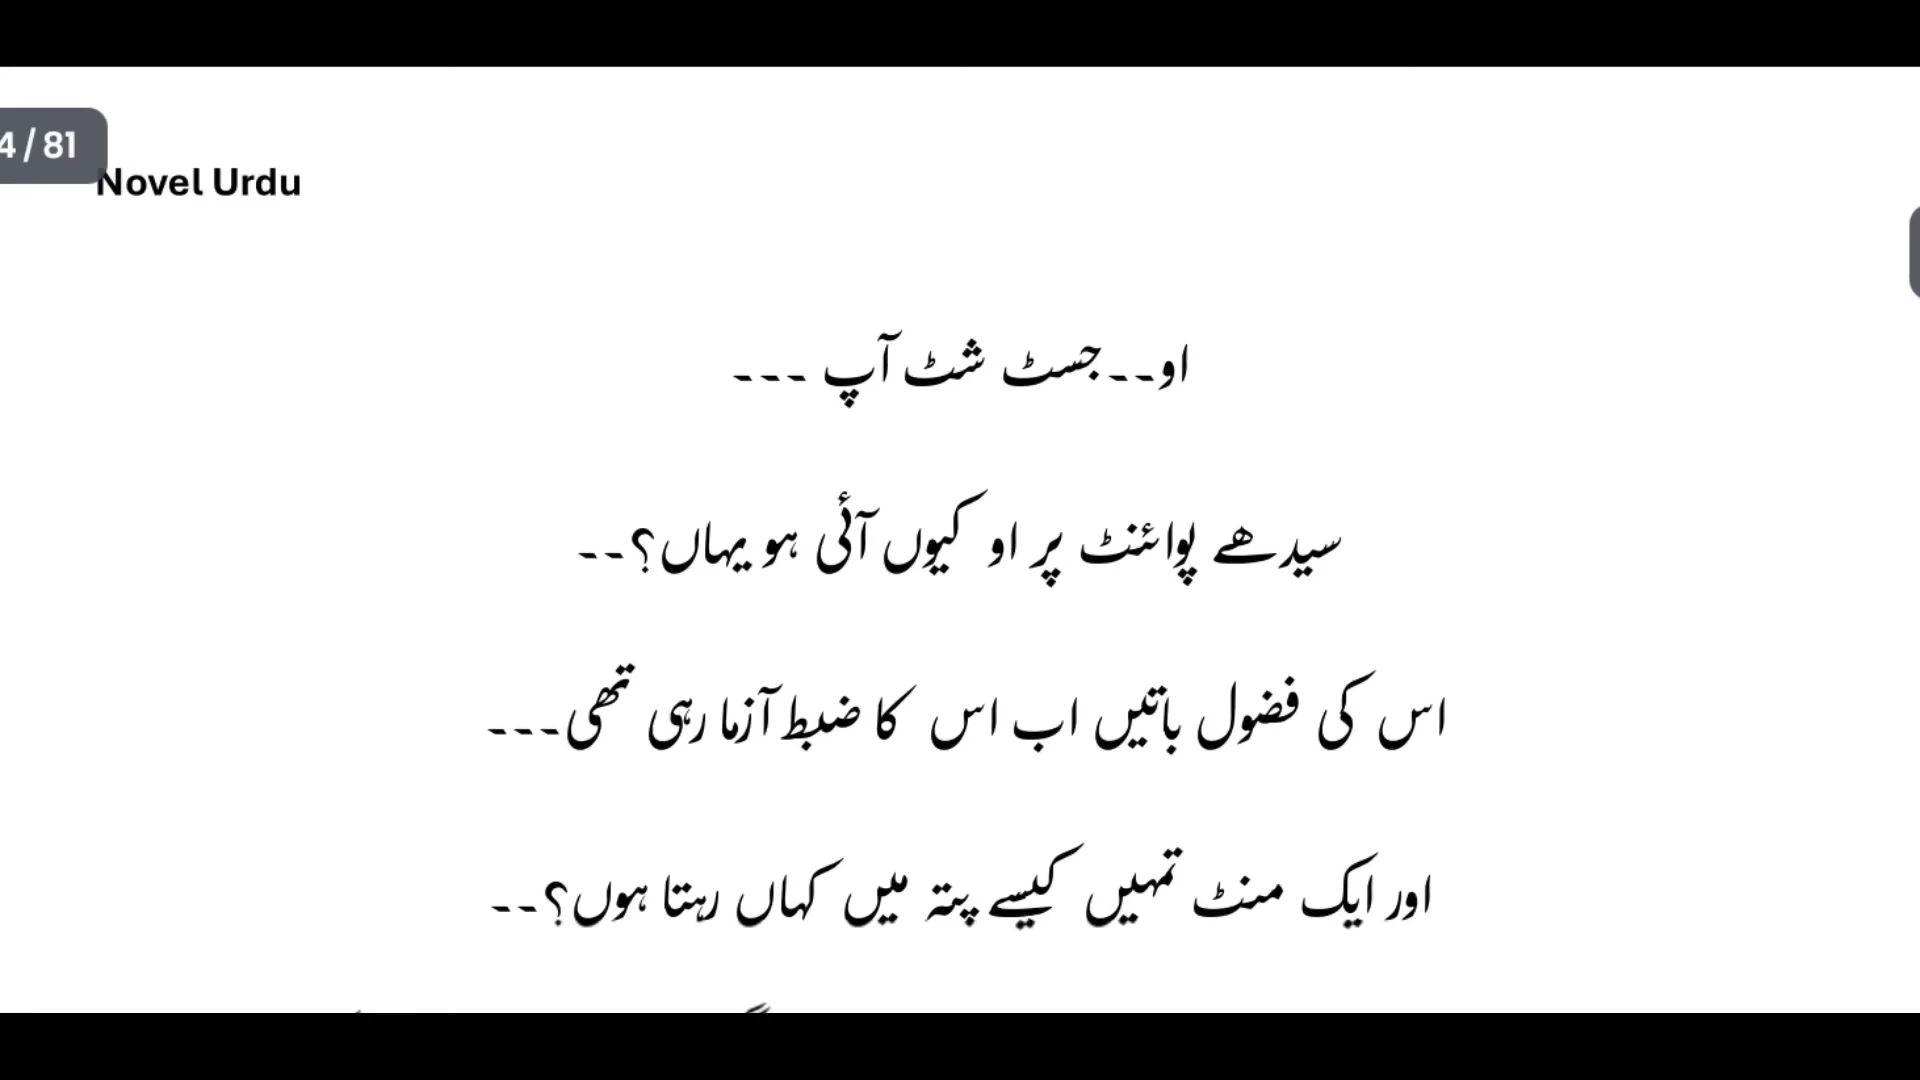 4 / 81
Novel Urdu
او--جسٹ شٹ آپ ---
سیدھے پوائنٹ پر او کیوں آئی ہو یہاں؟--
اس کی فضول باتیں اب اس کا ضبط آزما رہی تھی---
اور ایک منٹ تمہیں کیسے پتہ میں کہاں رہتا ہوں؟--